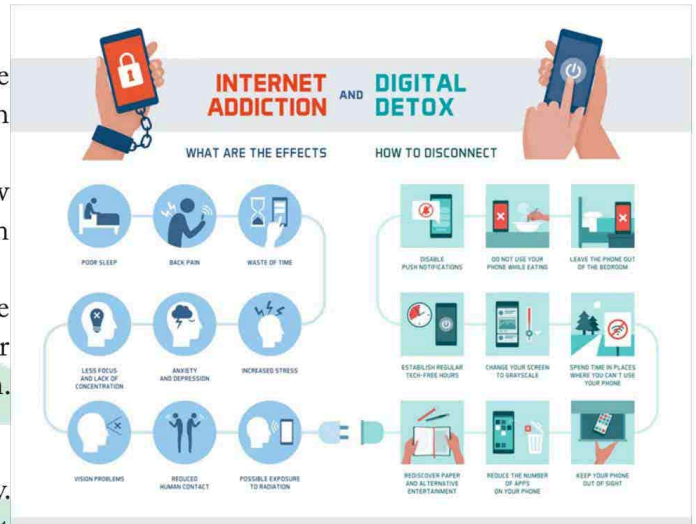 INTERNET
ADDICTION
AND
DIGITAL
DETOX
WHAT ARE THE EFFECTS
POOR SLEEP
BACK PAIN
WASTE OF TIME
LESS FOCUS
AND LACK OF
CONCENTRATION
ANXIETY
AND DEPRESSION
INCREASED STRESS
VISION PROBLEMS
REDUCED
HUMAN CONTACT
POSSIBLE EXPOSURE
TO RADIATION
HOW TO DISCONNECT
DISABLE
PUSH NOTIFICATIONS
DO NOT USE YOUR
PHONE WHILE EATING
LEAVE THE PHONE OUT
OF THE BEDROOM
ESTABILISH REGULAR
TECH-FREE HOURS
CHANGE YOUR SCREEN
TO GRAYSCALE
SPEND TIME IN PLACES
WHERE YOU CAN'T USE
YOUR PHONE
REDISCOVER PAPER
AND ALTERNATIVE
ENTERTAINMENT
REDUCE THE NUMBER
OF APPS
ON YOUR PHONE
KEEP YOUR PHONE
OUT OF SIGHT